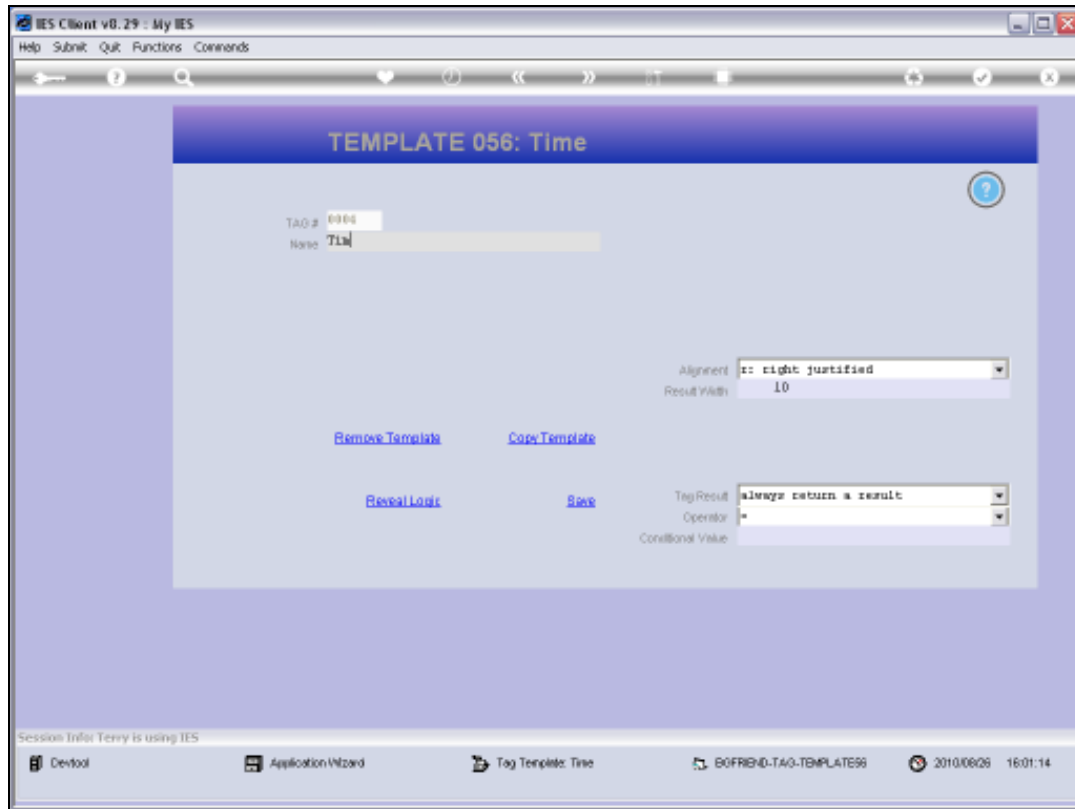 IES Client v8.29 : My IES
Help Submit Quit Functions Commands
TEMPLATE 056: Time
TAG # 0006
Name Tim
Alignment r: right justified
Result Width 10
Remove Template Copy Template
Reveal Logic Save
Tag Result always return a result
Operator =
Conditional Value
Session Info: Terry is using IES
Devtool Application Wizard Tag Template: Time BGFRIEND-TAG-TEMPLATE56 2010/08/26 16:01:14